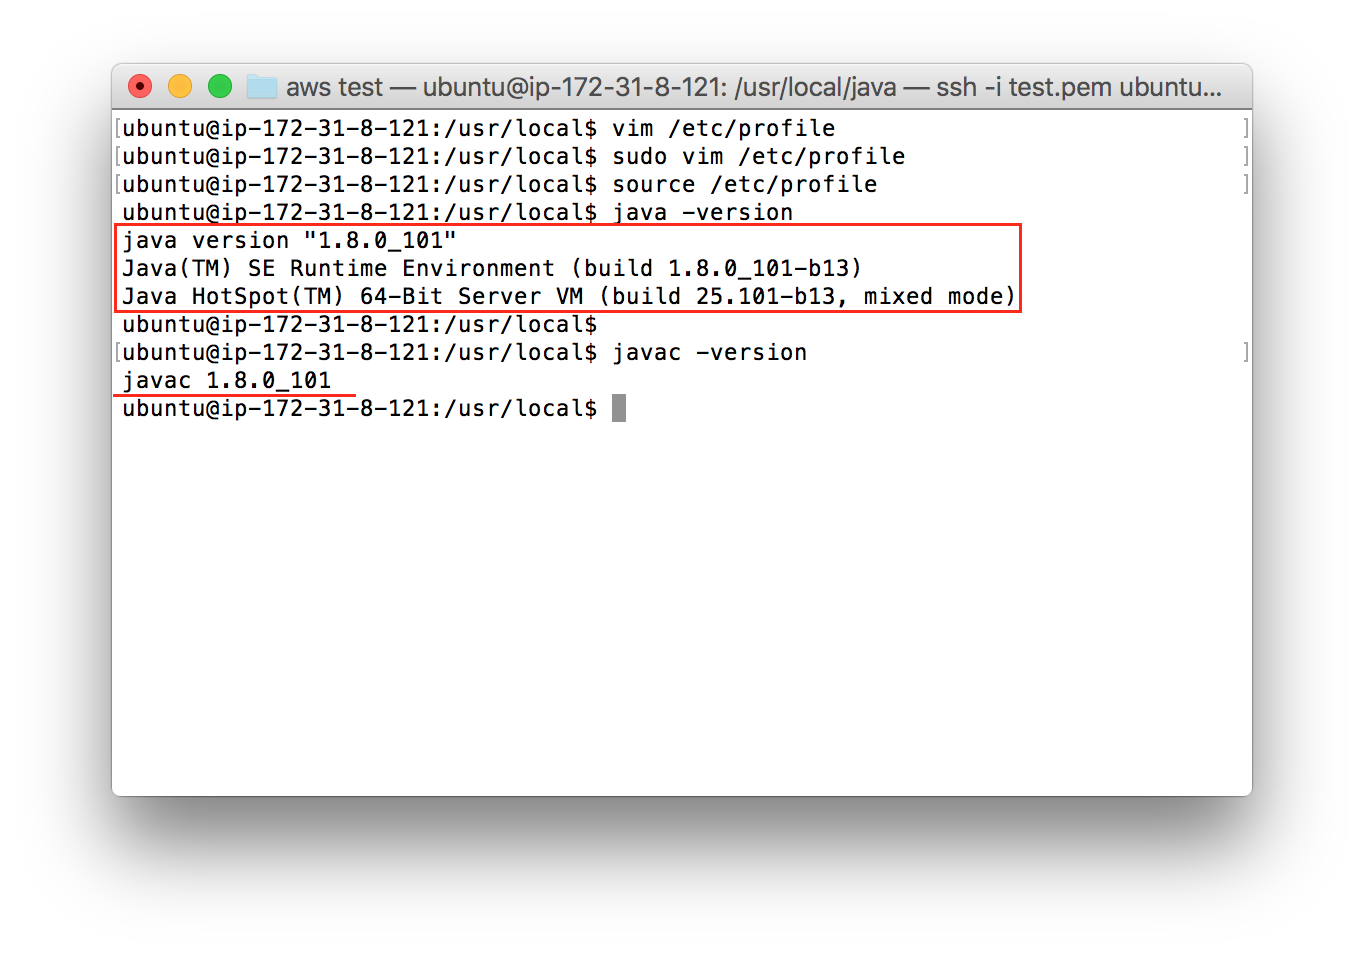 aws test — ubuntu@ip-172-31-8-121: /usr/local/java — ssh -i test.pem ubuntu...
[ubuntu@ip-172-31-8-121:/usr/local$ vim /etc/profile ]
[ubuntu@ip-172-31-8-121:/usr/local$ sudo vim /etc/profile ]
[ubuntu@ip-172-31-8-121:/usr/local$ source /etc/profile ]
ubuntu@ip-172-31-8-121:/usr/local$ java -version
java version "1.8.0_101"
Java(TM) SE Runtime Environment (build 1.8.0_101-b13)
Java HotSpot(TM) 64-Bit Server VM (build 25.101-b13, mixed mode)
ubuntu@ip-172-31-8-121:/usr/local$
[ubuntu@ip-172-31-8-121:/usr/local$ javac -version ]
javac 1.8.0_101
ubuntu@ip-172-31-8-121:/usr/local$